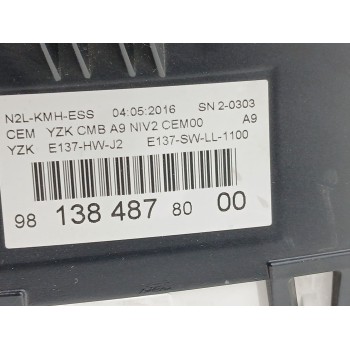 N2L-KMH-ESS 04:05:2016 SN 2-0303
CEM YZK CMB A9 NIV2 CEM00 A9
YZK E137-HW-J2 E137-SW-LL-1100
98 138 487 80 00